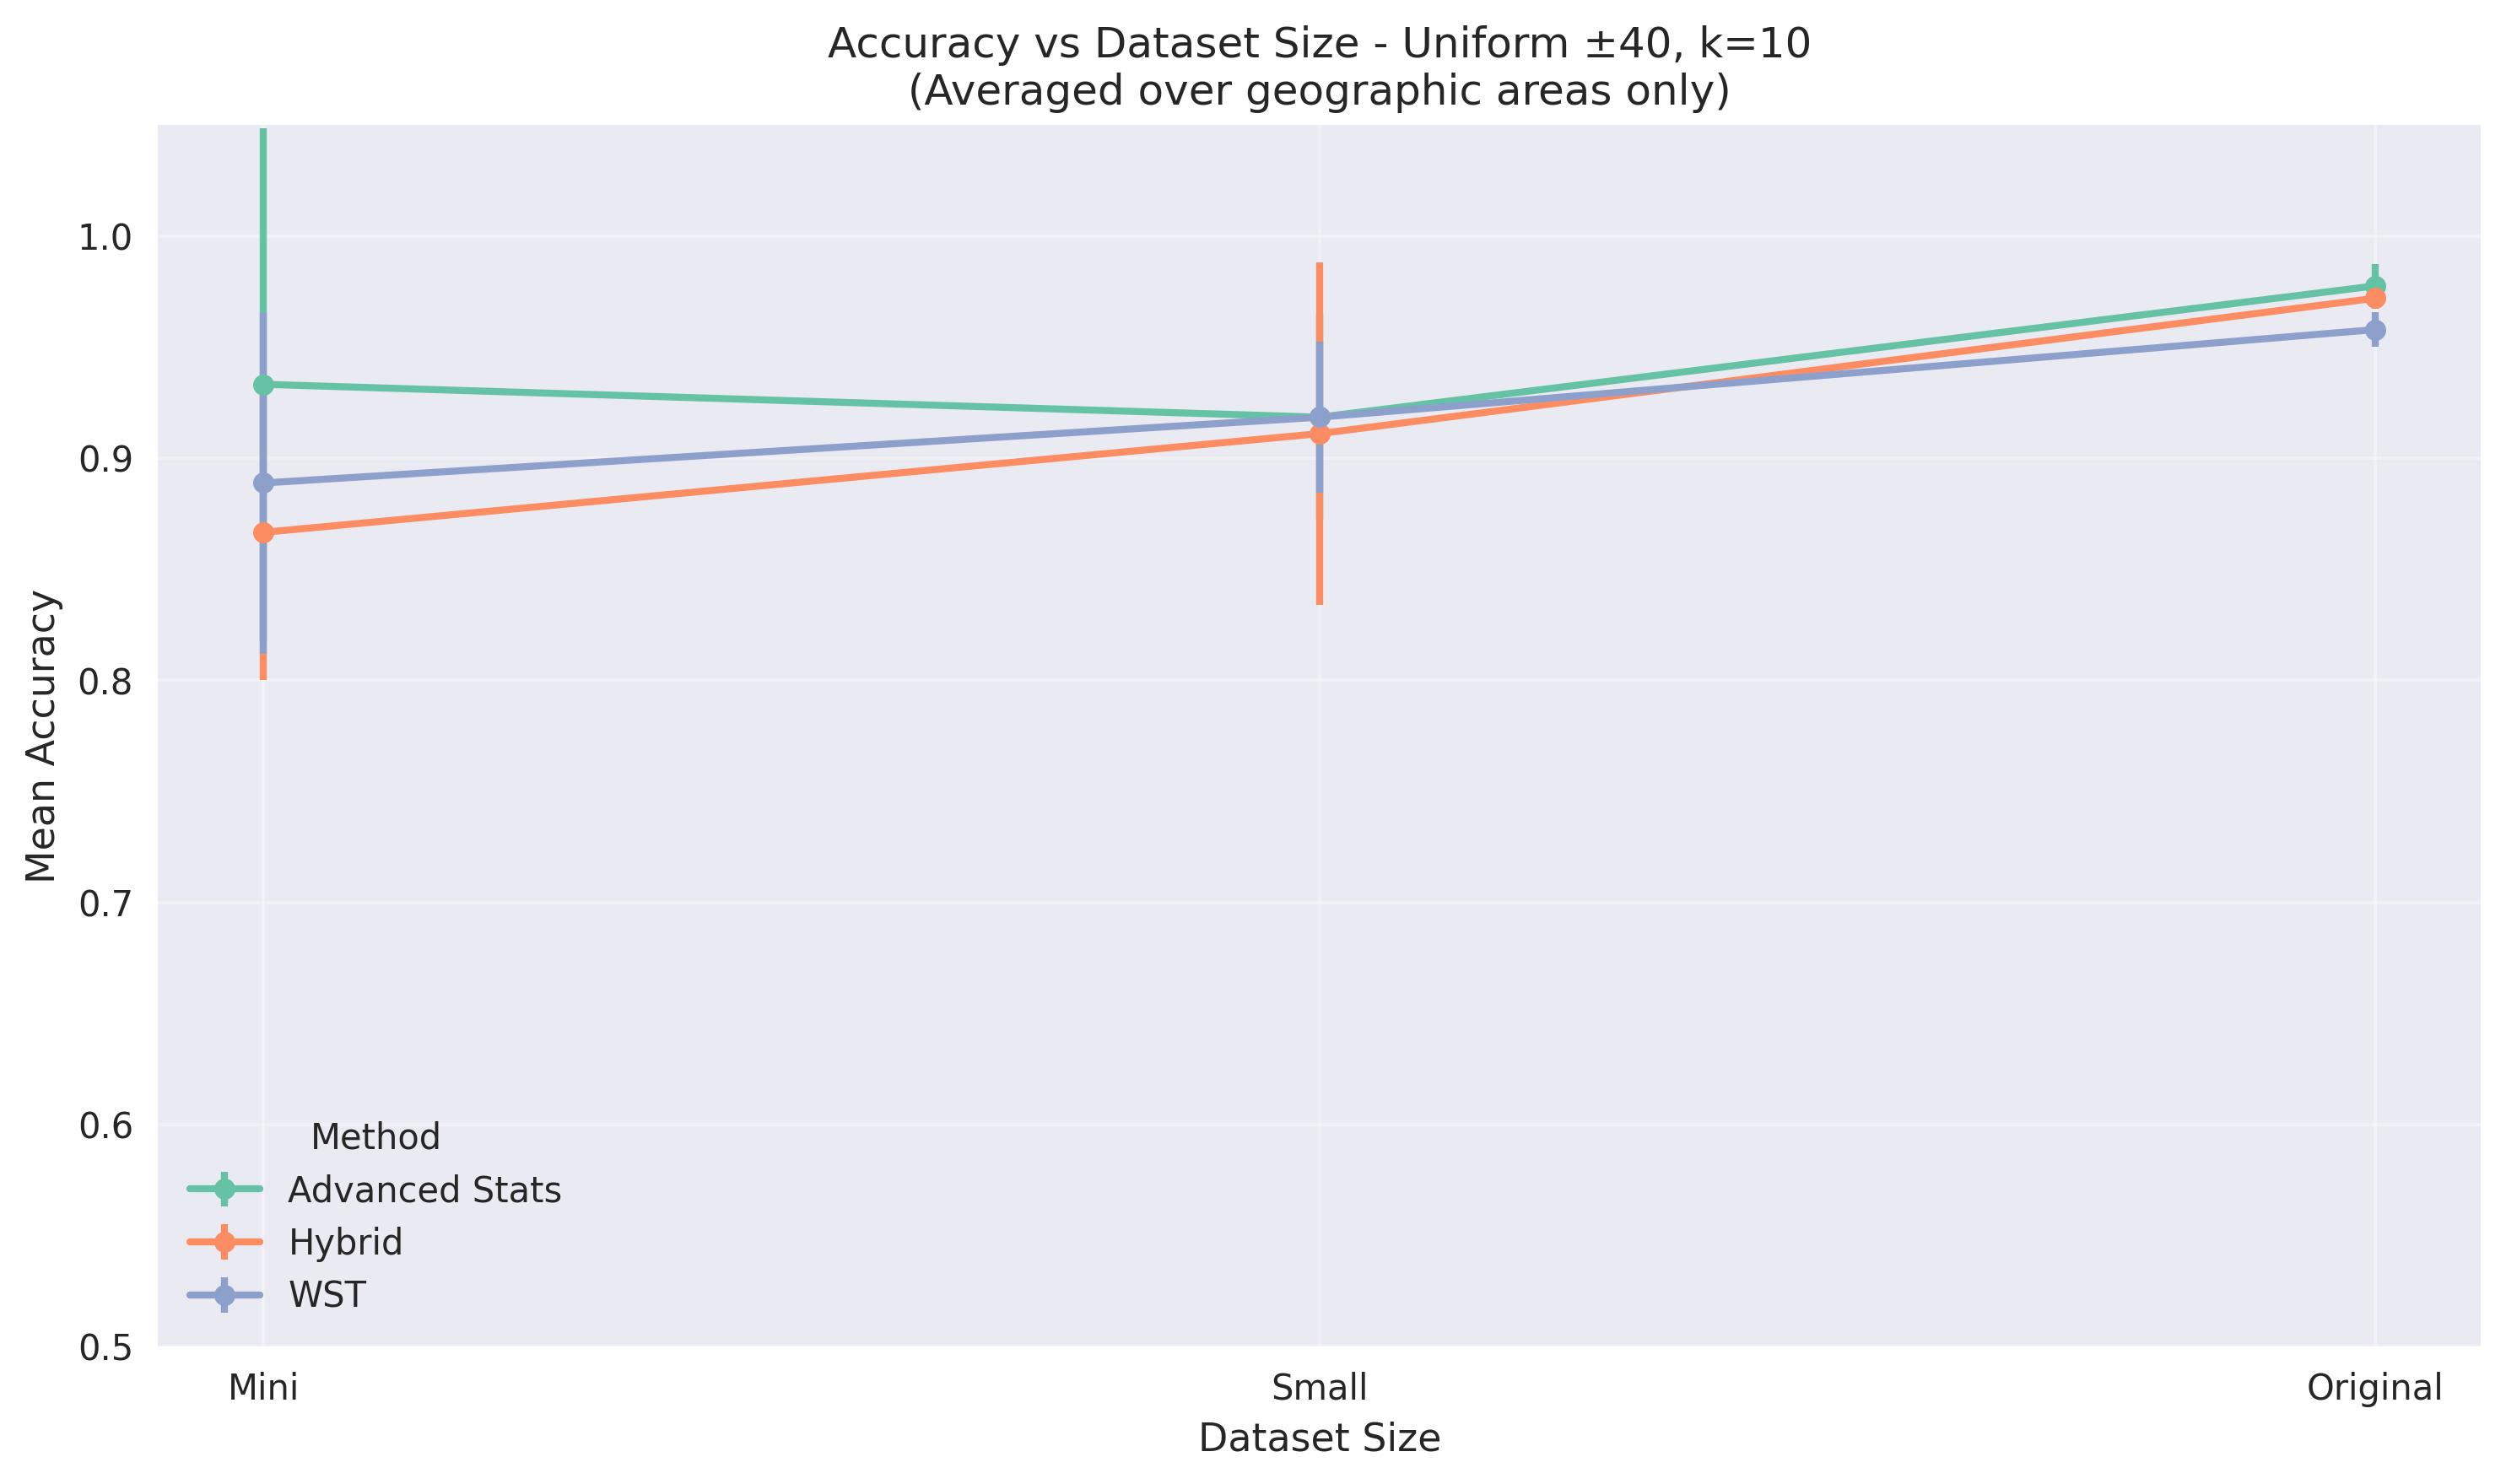 Accuracy vs Dataset Size - Uniform ±40, k=10
(Averaged over geographic areas only)
Mean Accuracy
1.0
0.9
0.8
0.7
0.6
0.5
Method
Advanced Stats
Hybrid
WST
Mini
Small
Original
Dataset Size